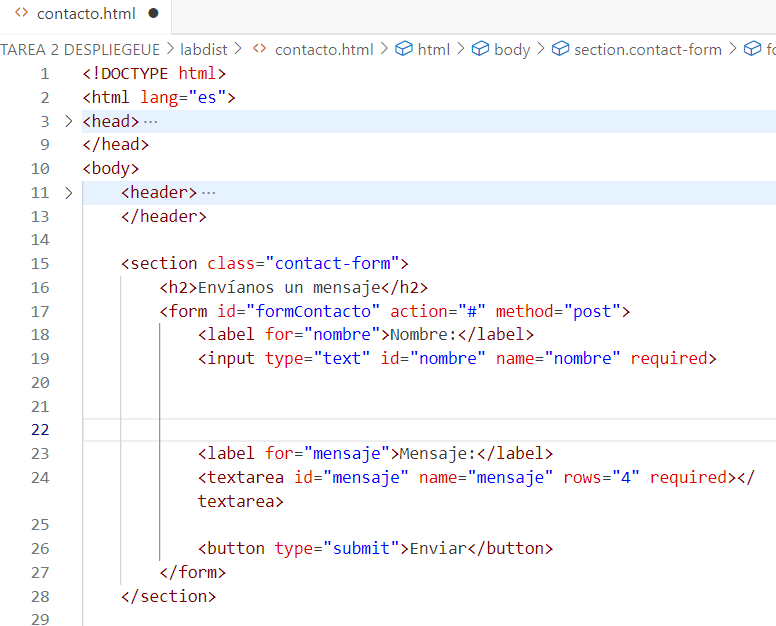 <> contacto.html ●
TAREA 2 DESPLIEGEUE > labdist > <> contacto.html > html > body > section.contact-form >
1 <!DOCTYPE html>
2 <html lang="es">
3 > <head> ···
9 </head>
10 <body>
11 > <header> ···
13 </header>
14
15 <section class="contact-form">
16 <h2>Envíanos un mensaje</h2>
17 <form id="formContacto" action="#" method="post">
18 <label for="nombre">Nombre:</label>
19 <input type="text" id="nombre" name="nombre" required>
20
21
22
23 <label for="mensaje">Mensaje:</label>
24 <textarea id="mensaje" name="mensaje" rows="4" required></
textarea>
25
26 <button type="submit">Enviar</button>
27 </form>
28 </section>
29